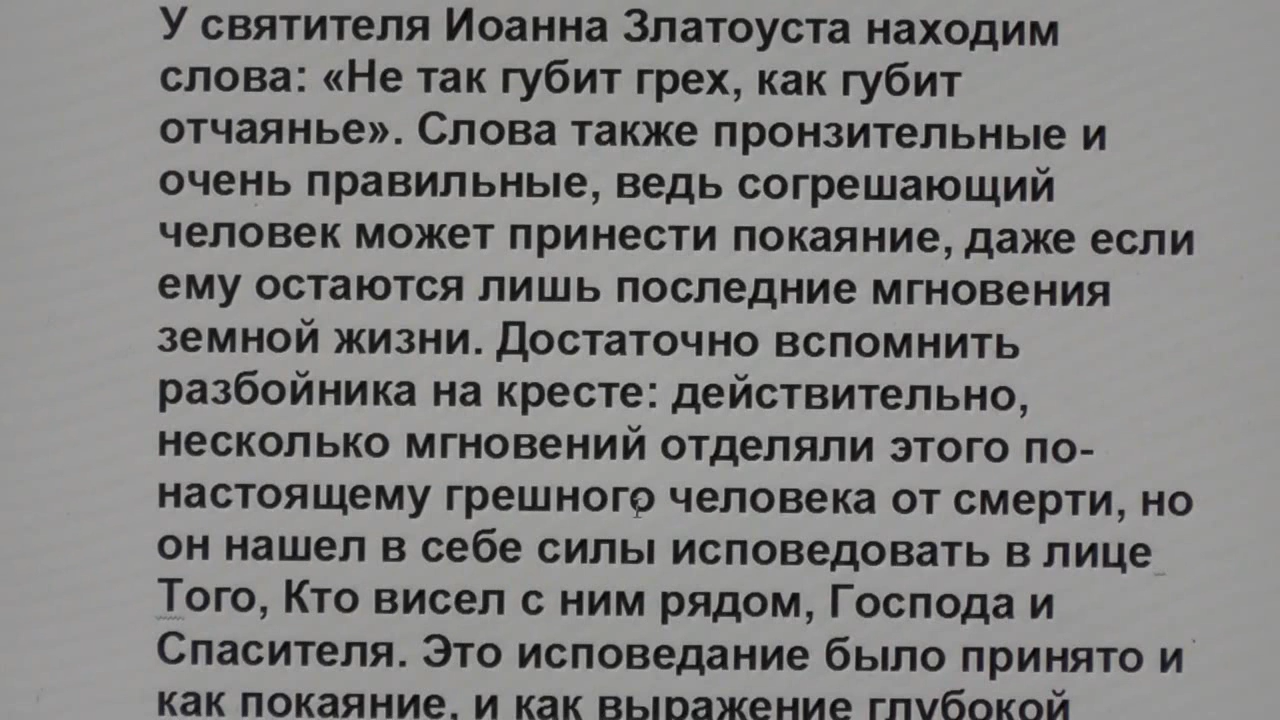 У святителя Иоанна Златоуста находим
слова: «Не так губит грех, как губит
отчаянье». Слова также пронзительные и
очень правильные, ведь согрешающий
человек может принести покаяние, даже если
ему остаются лишь последние мгновения
земной жизни. Достаточно вспомнить
разбойника на кресте: действительно,
несколько мгновений отделяли этого по-
настоящему грешного человека от смерти, но
он нашел в себе силы исповедовать в лице
Того, Кто висел с ним рядом, Господа и
Спасителя. Это исповедание было принято и
как покаяние, и как выражение глубокой